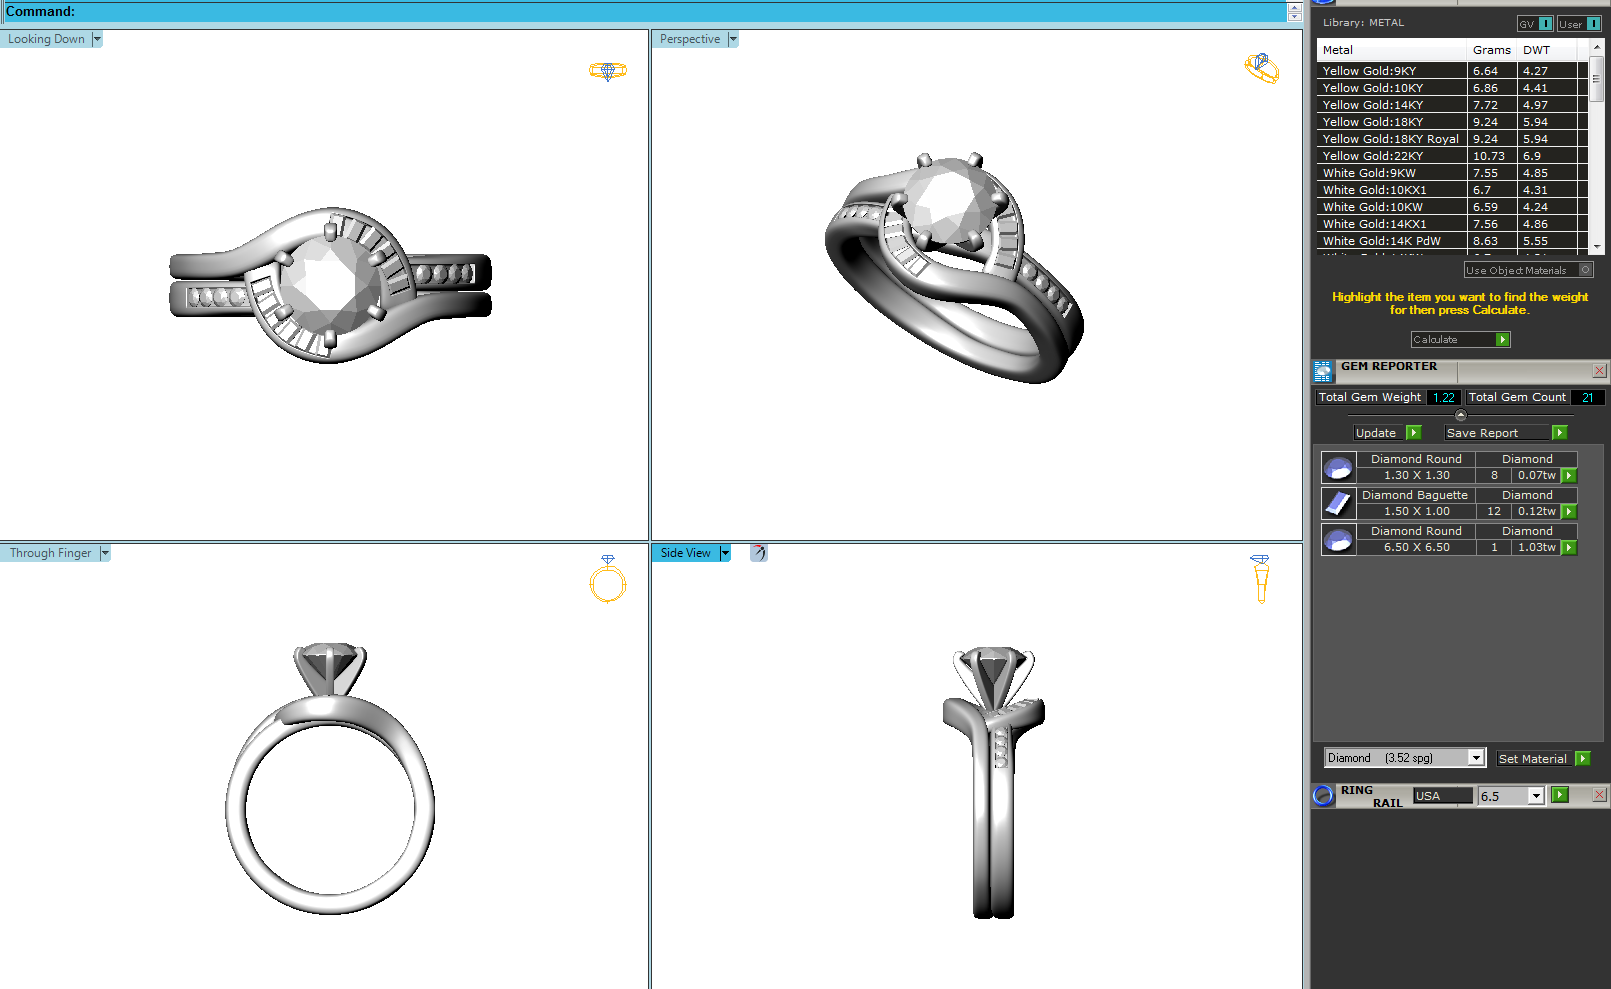 Command:
Looking Down
Perspective
Through Finger
Side View
Library: METAL
GV I User I
Metal Grams DWT
Yellow Gold:9KY 6.64 4.27
Yellow Gold:10KY 6.86 4.41
Yellow Gold:14KY 7.72 4.97
Yellow Gold:18KY 9.24 5.94
Yellow Gold:18KY Royal 9.24 5.94
Yellow Gold:22KY 10.73 6.9
White Gold:9KW 7.55 4.85
White Gold:10KX1 6.7 4.31
White Gold:10KW 6.59 4.24
White Gold:14KX1 7.56 4.86
White Gold:14K PdW 8.63 5.55
Use Object Materials
Highlight the item you want to find the weight
for then press Calculate.
Calculate
GEM REPORTER
Total Gem Weight 1.22 Total Gem Count 21
Update Save Report
Diamond Round Diamond
1.30 X 1.30 8 0.07tw
Diamond Baguette Diamond
1.50 X 1.00 12 0.12tw
Diamond Round Diamond
6.50 X 6.50 1 1.03tw
Diamond (3.52 spg) Set Material
RING
RAIL USA 6.5